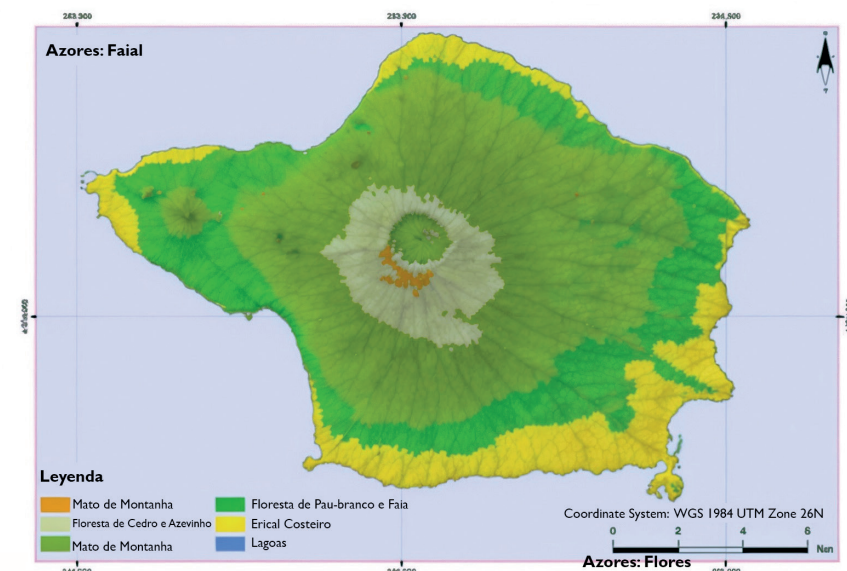 Azores: Faial
Leyenda
Mato de Montanha
Floresta de Cedro e Azevinho
Mato de Montanha
Floresta de Pau-branco e Faia
Erical Costeiro
Lagoas
Coordinate System: WGS 1984 UTM Zone 26N
0 2 4 6
Azores: Flores